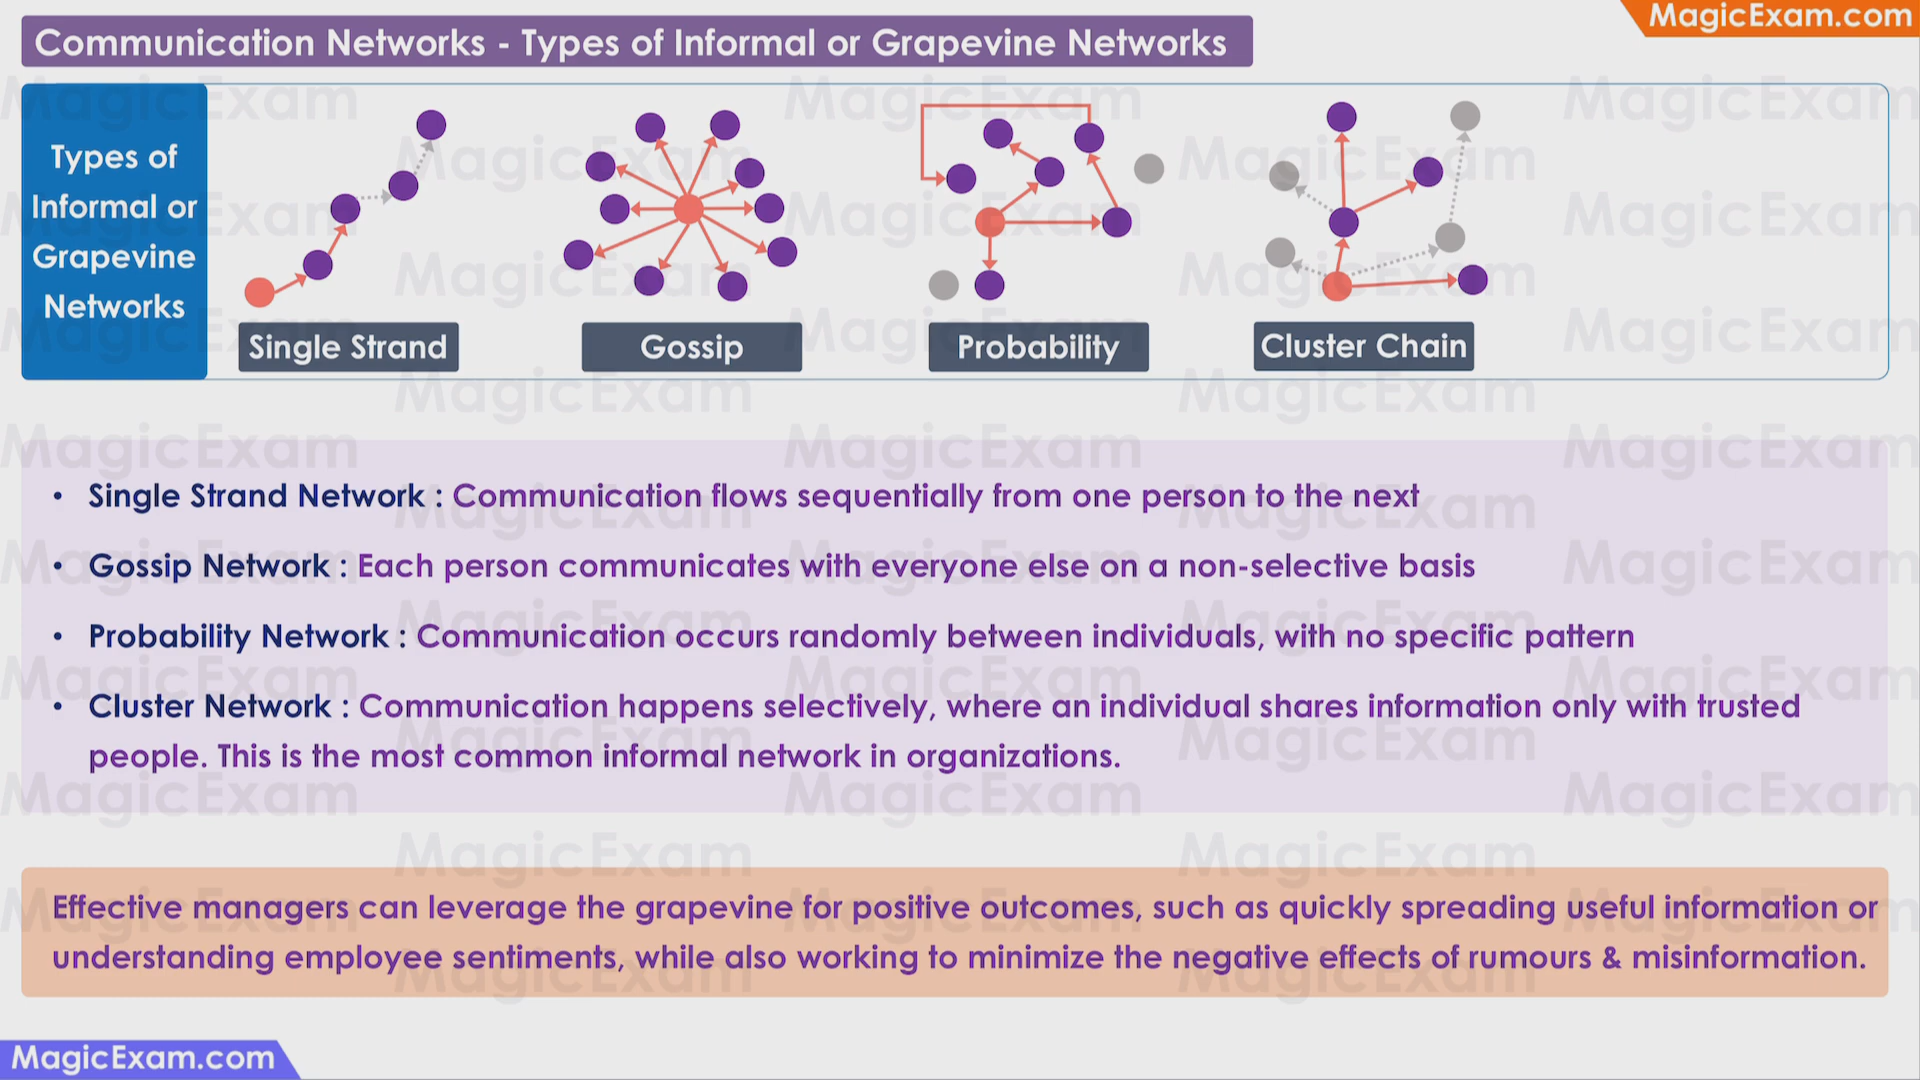 MagicExam.com
Communication Networks - Types of Informal or Grapevine Networks
Types of
Informal or
Grapevine
Networks
Single Strand
Gossip
Probability
Cluster Chain
• Single Strand Network : Communication flows sequentially from one person to the next
• Gossip Network : Each person communicates with everyone else on a non-selective basis
• Probability Network : Communication occurs randomly between individuals, with no specific pattern
• Cluster Network : Communication happens selectively, where an individual shares information only with trusted
people. This is the most common informal network in organizations.
Effective managers can leverage the grapevine for positive outcomes, such as quickly spreading useful information or
understanding employee sentiments, while also working to minimize the negative effects of rumours & misinformation.
MagicExam.com